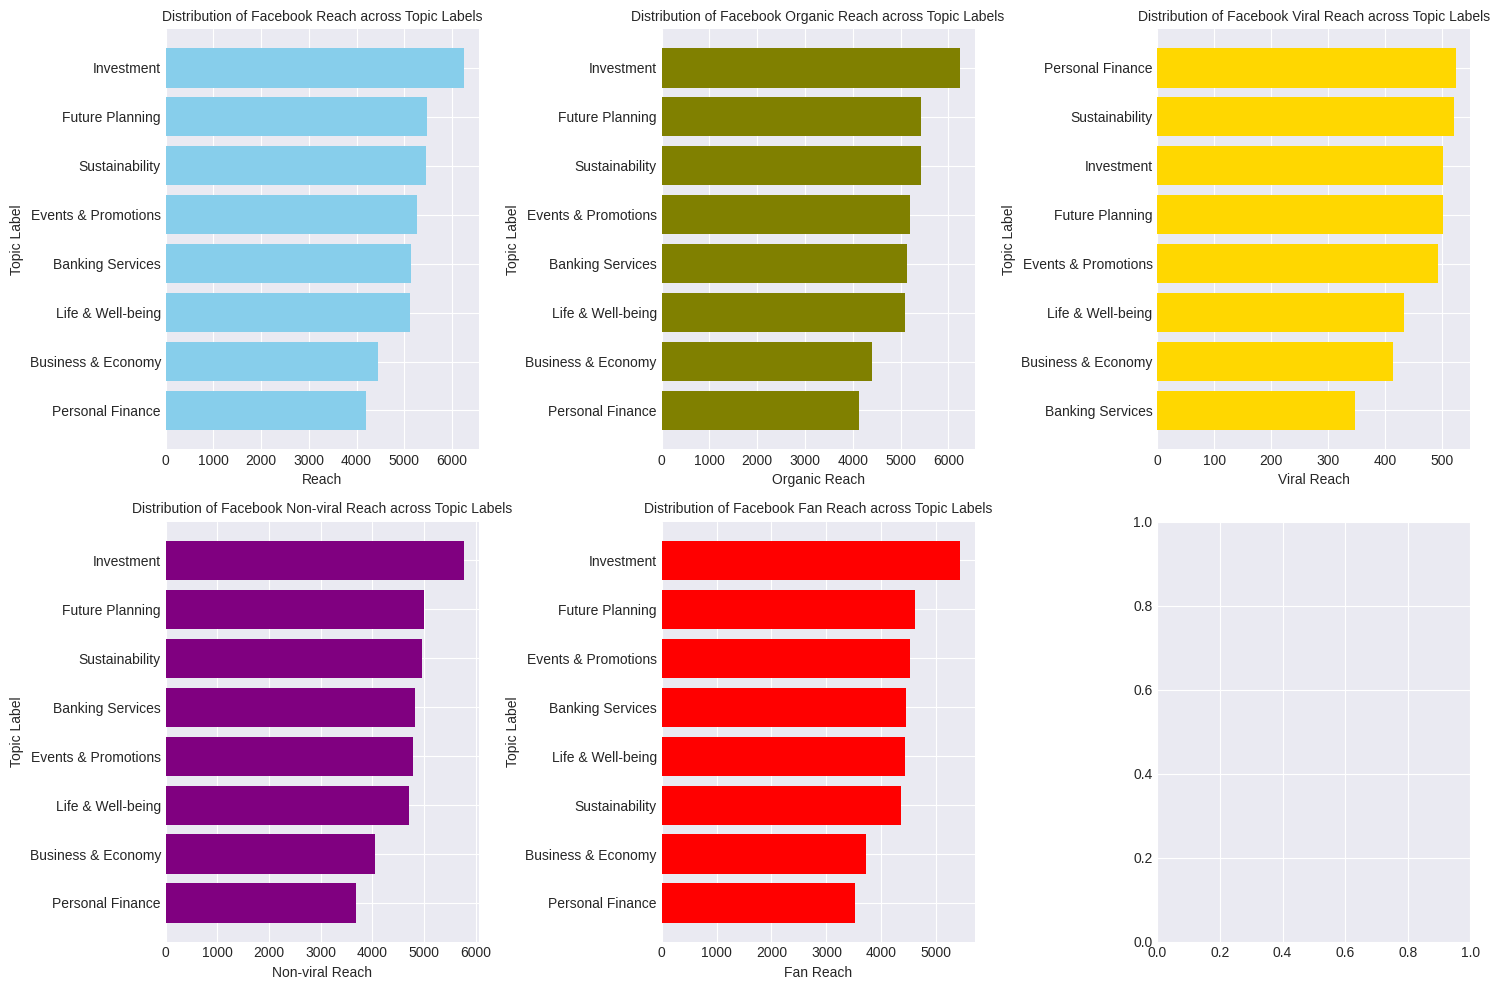 Distribution of Facebook Reach across Topic Labels
Topic Label
Investment
Future Planning
Sustainability
Events & Promotions
Banking Services
Life & Well-being
Business & Economy
Personal Finance
0 1000 2000 3000 4000 5000 6000
Reach
Distribution of Facebook Organic Reach across Topic Labels
Topic Label
Investment
Future Planning
Sustainability
Events & Promotions
Banking Services
Life & Well-being
Business & Economy
Personal Finance
0 1000 2000 3000 4000 5000 6000
Organic Reach
Distribution of Facebook Viral Reach across Topic Labels
Topic Label
Personal Finance
Sustainability
Investment
Future Planning
Events & Promotions
Life & Well-being
Business & Economy
Banking Services
0 100 200 300 400 500
Viral Reach
Distribution of Facebook Non-viral Reach across Topic Labels
Topic Label
Investment
Future Planning
Sustainability
Banking Services
Events & Promotions
Life & Well-being
Business & Economy
Personal Finance
0 1000 2000 3000 4000 5000 6000
Non-viral Reach
Distribution of Facebook Fan Reach across Topic Labels
Topic Label
Investment
Future Planning
Events & Promotions
Banking Services
Life & Well-being
Sustainability
Business & Economy
Personal Finance
0 1000 2000 3000 4000 5000
Fan Reach
1.0
0.8
0.6
0.4
0.2
0.0
0.0 0.2 0.4 0.6 0.8 1.0